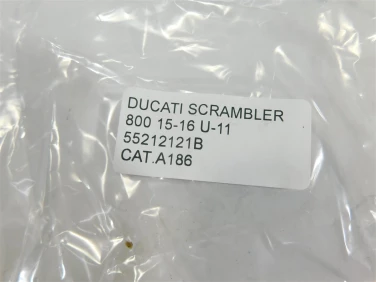 DUCATI SCRAMBLER
800 15-16 U-11
55212121B
CAT.A186